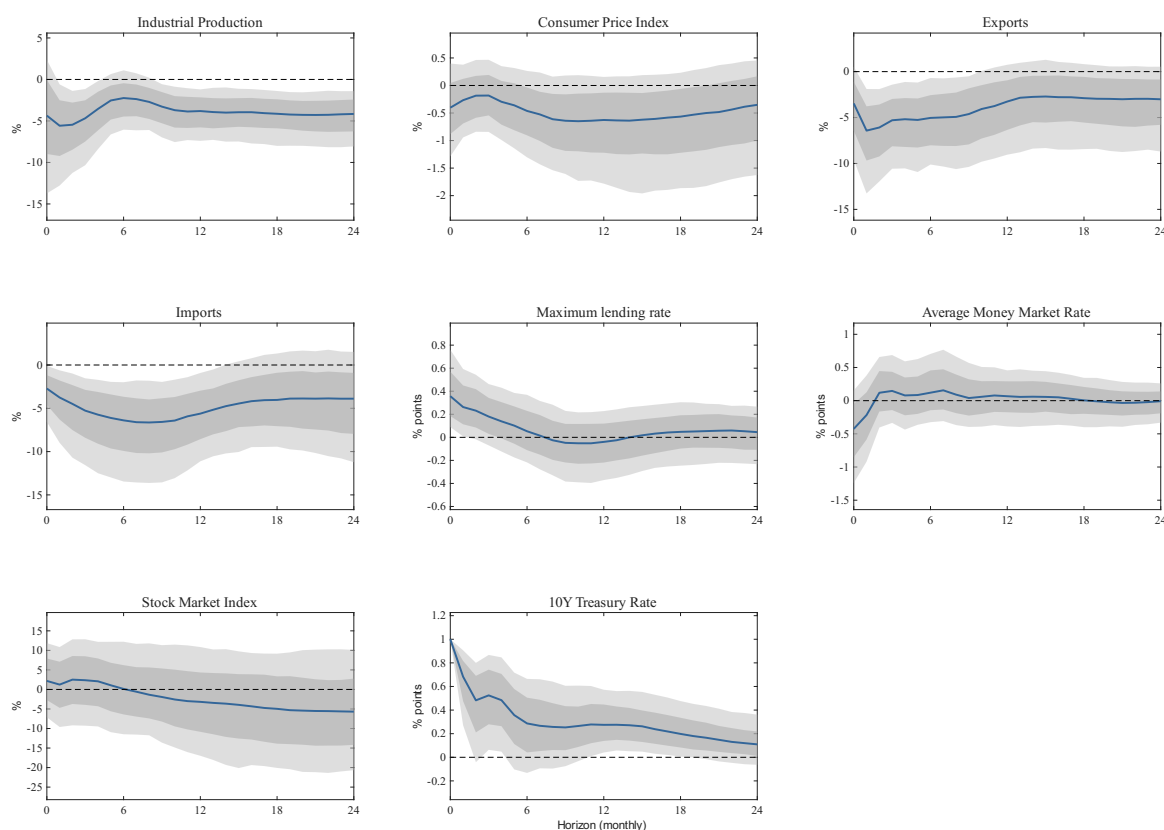 Industrial Production
5
0
-5
-10
-15
%
0 6 12 18 24
Consumer Price Index
0.5
0
-0.5
-1
-1.5
-2
%
0 6 12 18 24
Exports
5
0
-5
-10
-15
%
0 6 12 18 24
Imports
0
-5
-10
-15
%
0 6 12 18 24
Maximum lending rate
0.8
0.6
0.4
0.2
0
-0.2
-0.4
-0.6
% points
0 6 12 18 24
Average Money Market Rate
1
0.5
0
-0.5
-1
-1.5
% points
0 6 12 18 24
Stock Market Index
15
10
5
0
-5
-10
-15
-20
-25
%
0 6 12 18 24
10Y Treasury Rate
1.2
1
0.8
0.6
0.4
0.2
0
-0.2
% points
0 6 12 18 24
Horizon (monthly)